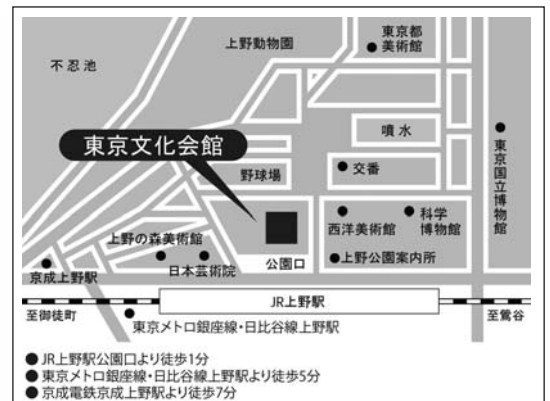 東京都
美術館
上野動物園
不忍池
噴水
東京文化会館
交番
野球場
東京国立博物館
西洋美術館
科学
博物館
上野の森美術館
日本芸術院
公園口
上野公園案内所
京成上野駅
JR上野駅
至御徒町
至鶯谷
東京メトロ銀座線・日比谷線上野駅
●JR上野駅公園口より徒歩1分
●東京メトロ銀座線・日比谷線上野駅より徒歩5分
●京成電鉄京成上野駅より徒歩7分